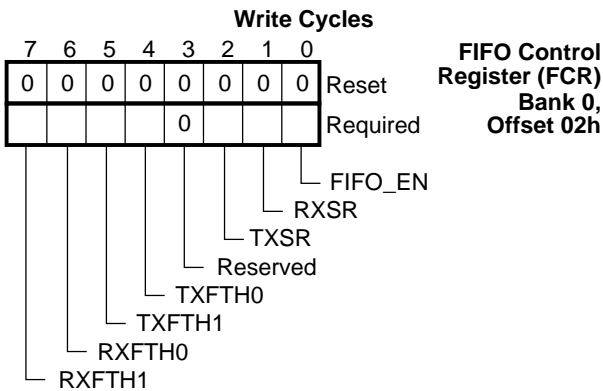 Write Cycles
7 6 5 4 3 2 1 0
FIFO Control
Register (FCR)
Bank 0,
Offset 02h
0 0 0 0 0 0 0 0 Reset
0 Required
FIFO_EN
RXSR
TXSR
Reserved
TXFTH0
TXFTH1
RXFTH0
RXFTH1